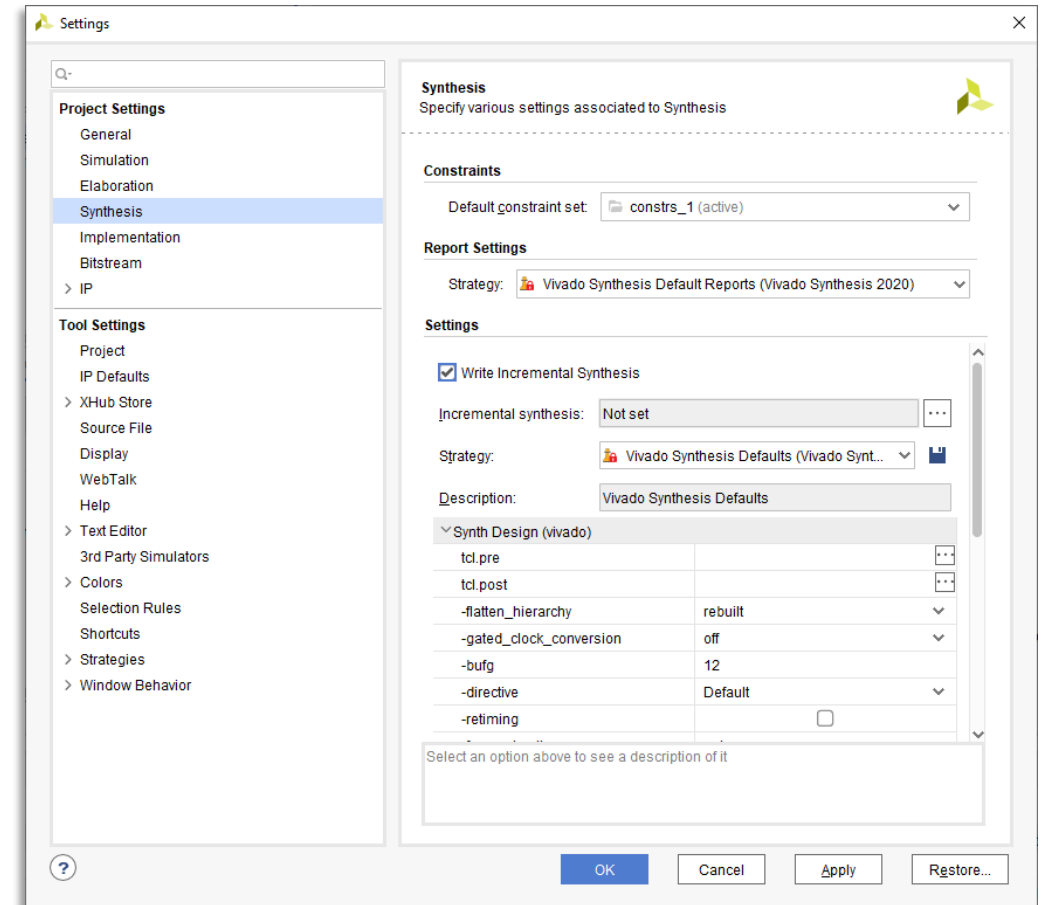 Settings
Project Settings
General
Simulation
Elaboration
Synthesis
Implementation
Bitstream
IP
Tool Settings
Project
IP Defaults
XHub Store
Source File
Display
WebTalk
Help
Text Editor
3rd Party Simulators
Colors
Selection Rules
Shortcuts
Strategies
Window Behavior
Synthesis
Specify various settings associated to Synthesis
Constraints
Default constraint set: constrs_1 (active)
Report Settings
Strategy: Vivado Synthesis Default Reports (Vivado Synthesis 2020)
Settings
Write Incremental Synthesis
Incremental synthesis: Not set ...
Strategy: Vivado Synthesis Defaults (Vivado Synt...
Description: Vivado Synthesis Defaults
Synth Design (vivado)
tcl.pre ...
tcl.post ...
-flatten_hierarchy rebuilt
-gated_clock_conversion off
-bufg 12
-directive Default
-retiming
Select an option above to see a description of it
? OK Cancel Apply Restore...